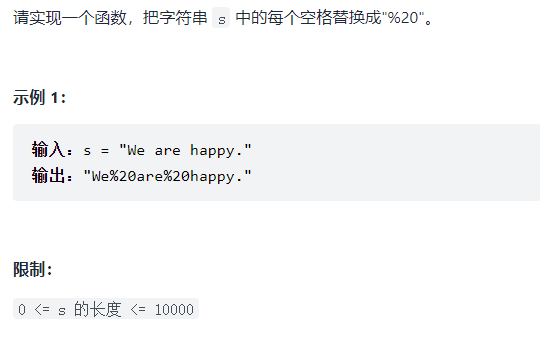 请实现一个函数，把字符串 s 中的每个空格替换成"%20"。
示例 1：
输入：s = "We are happy."
输出："We%20are%20happy."
限制：
0 <= s 的长度 <= 10000